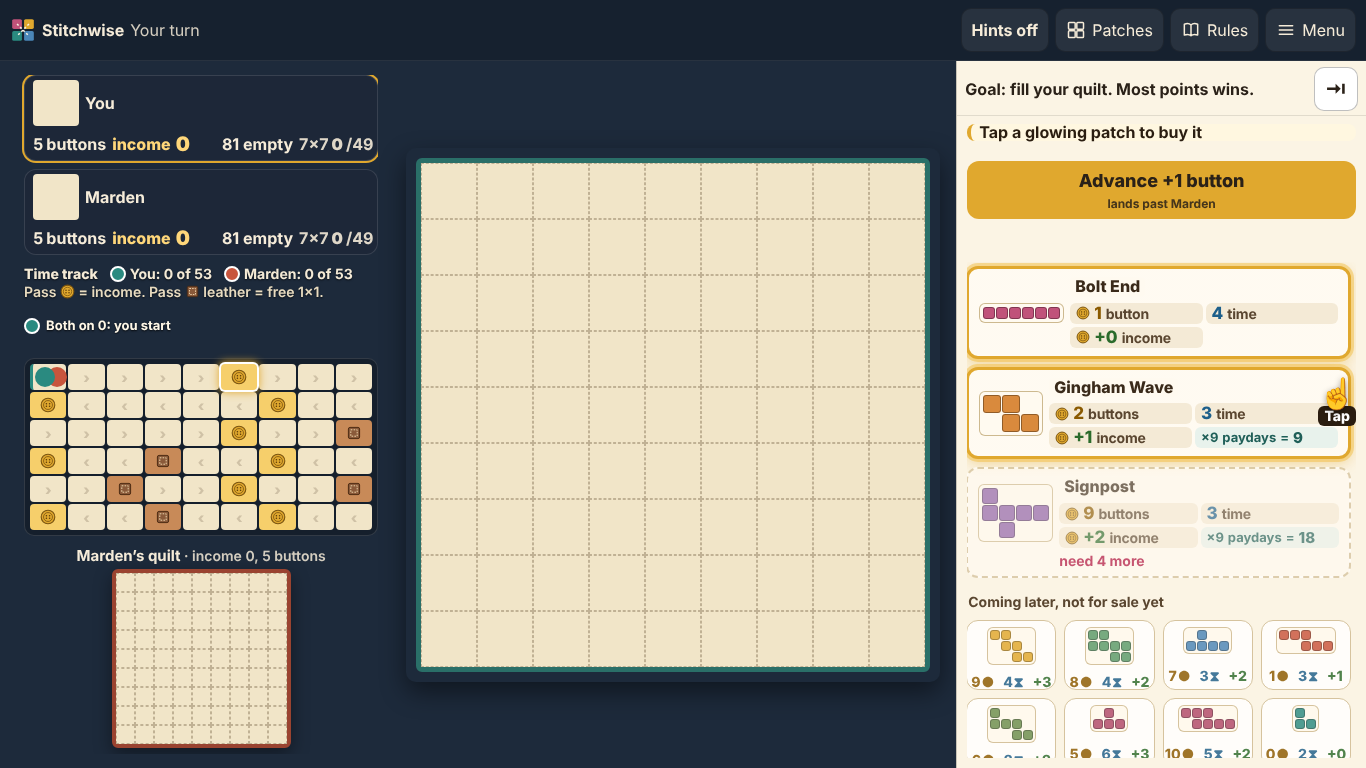 Stitchwise Your turn
Hints off
Patches
Rules
Menu
You
5 buttons income 0 81 empty 7×7 0 /49
Marden
5 buttons income 0 81 empty 7×7 0 /49
Time track You: 0 of 53 Marden: 0 of 53
Pass = income. Pass leather = free 1×1.
Both on 0: you start
Marden's quilt · income 0, 5 buttons
Goal: fill your quilt. Most points wins.
Tap a glowing patch to buy it
Advance +1 button
lands past Marden
Bolt End
1 button 4 time
+0 income
Gingham Wave
2 buttons 3 time
Tap
+1 income ×9 paydays = 9
Signpost
9 buttons 3 time
+2 income ×9 paydays = 18
need 4 more
Coming later, not for sale yet
9 4 +3
8 4 +2
7 3 +2
1 3 +1
5 6 +3
10 5 +2
0 2 +0